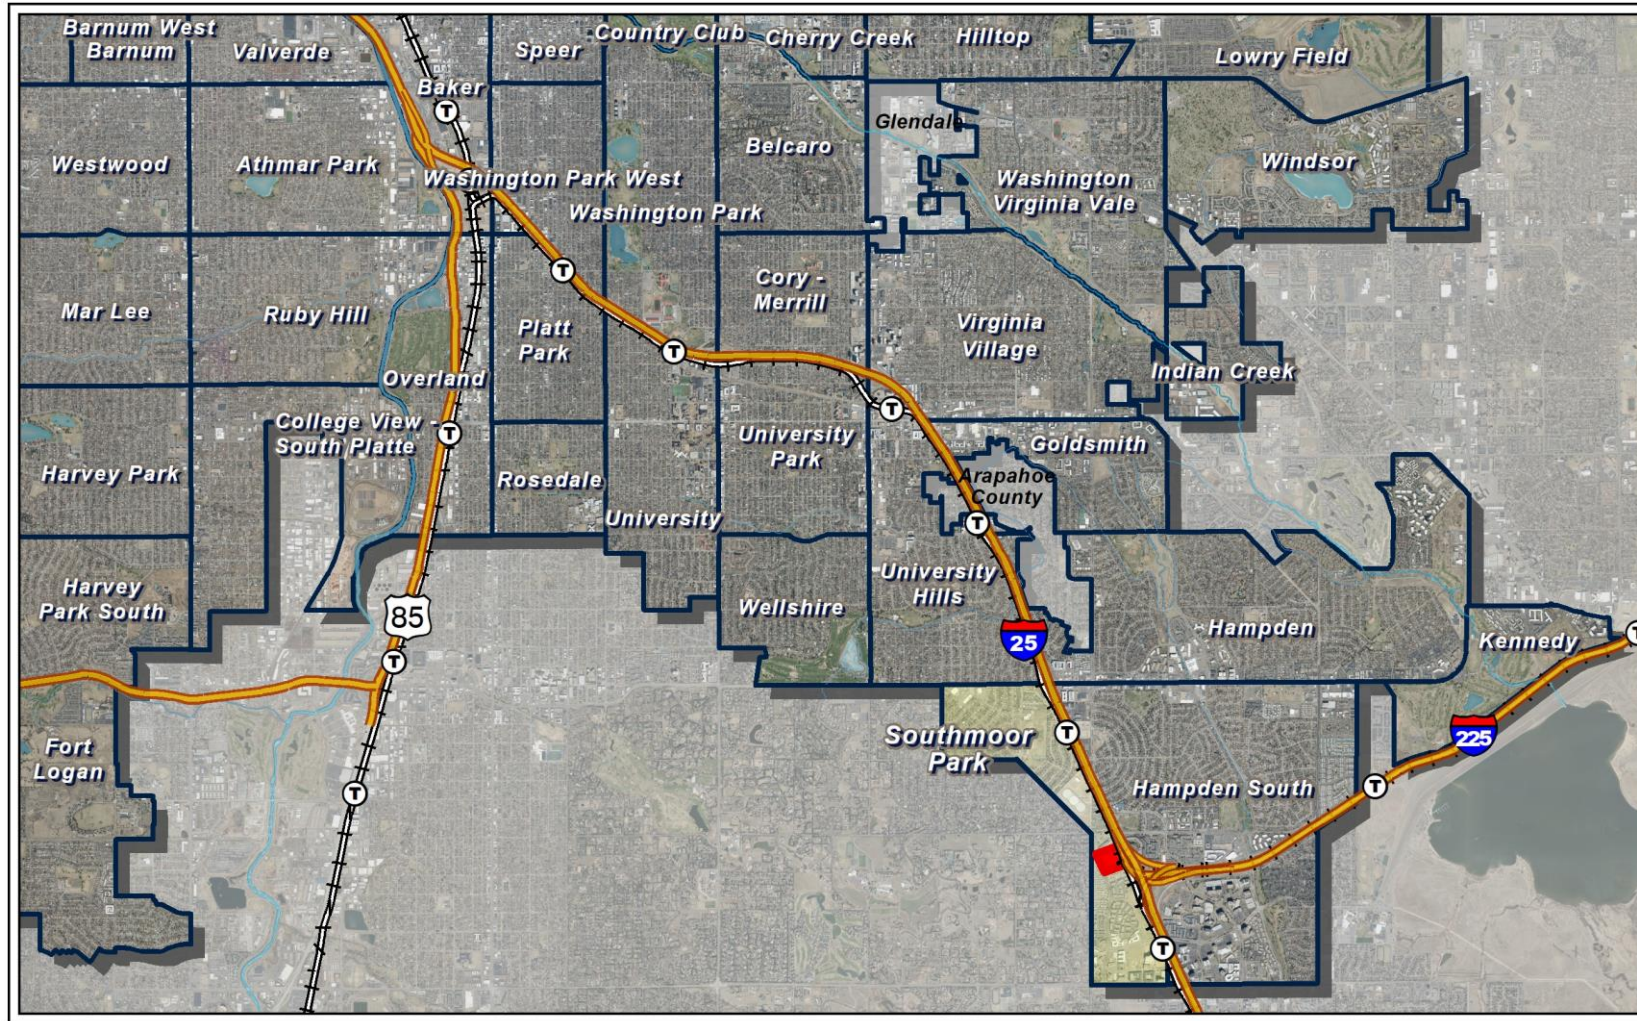 Barnum West
Barnum
Valverde
Speer
Country Club
Cherry Creek
Hilltop
Lowry Field
Baker
T
Glendale
Westwood
Athmar Park
Washington Park West
Belcaro
Washington
Virginia Vale
Windsor
Washington Park
Mar Lee
Ruby Hill
T
Platt
Park
Cory -
Merrill
Virginia
Village
T
Overland
Indian Creek
T
College View -
South Platte
T
University
Park
Goldsmith
Harvey Park
Rosedale
Arapahoe
County
University
T
Harvey
Park South
Wellshire
University
Hills
85
25
Hampden
Kennedy
T
T
Fort
Logan
Southmoor
Park
T
225
T
Hampden South
T
T